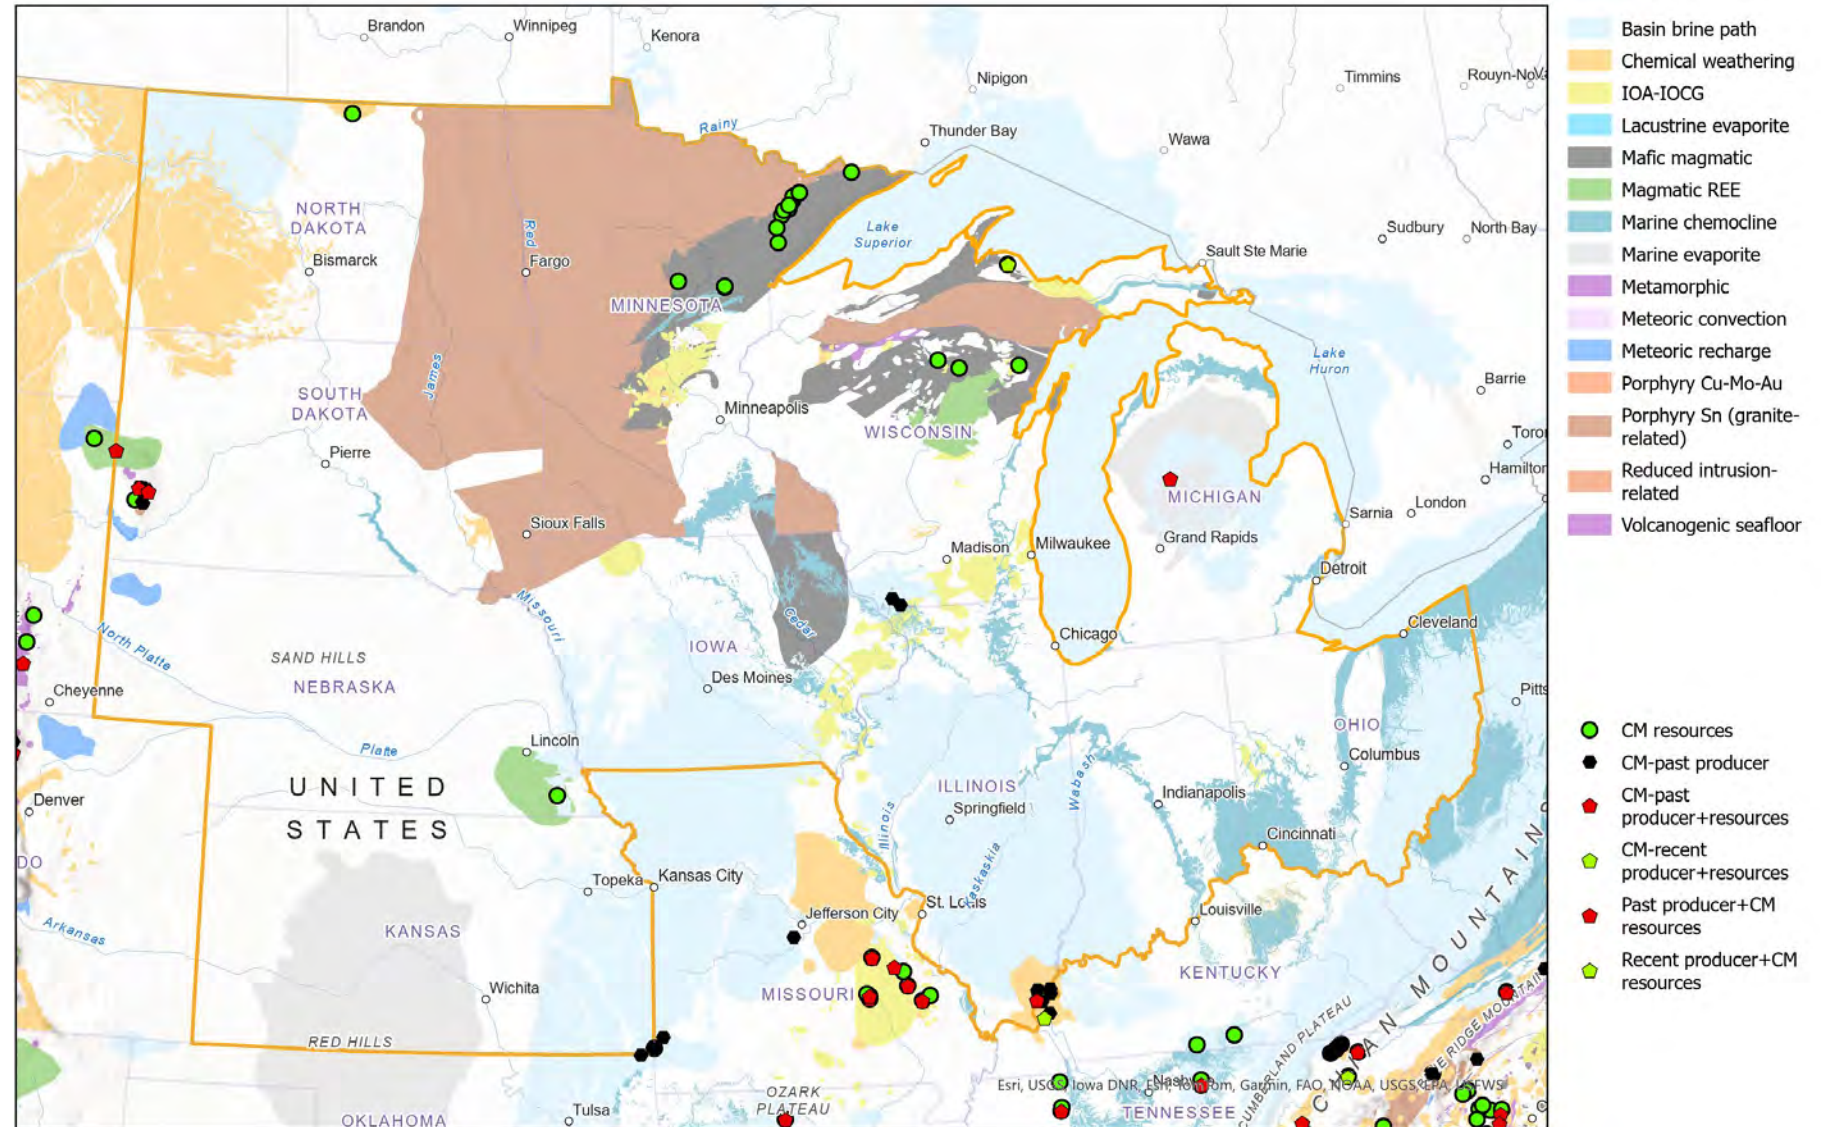 Brandon
Winnipeg
Kenora
Nipigon
Timmins
Thunder Bay
Wawa
Rainy
NORTH
DAKOTA
Red
Lake
Superior
Sudbury
North Bay
Bismarck
Fargo
Sault Ste Marie
MINNESOTA
James
Lake
Huron
SOUTH
DAKOTA
Barrie
Minneapolis
WISCONSIN
Pierre
MICHIGAN
London
Sarnia
Sioux Falls
Madison
Milwaukee
Grand Rapids
Detroit
Missouri
Cedar
Cleveland
North Platte
SAND HILLS
NEBRASKA
IOWA
Chicago
Cheyenne
Des Moines
Platte
Lincoln
OHIO
Columbus
UNITED
STATES
ILLINOIS
Springfield
Wabash
Indianapolis
Denver
Illinois
Cincinnati
Kaskaskia
Topeka
Kansas City
Jefferson City
St. Louis
Louisville
Arkansas
KANSAS
KENTUCKY
Wichita
MISSOURI
RED HILLS
CUMBERLAND PLATEAU
OZARK
PLATEAU
Tulsa
OKLAHOMA
TENNESSEE
Basin brine path
Chemical weathering
IOA-IOCG
Lacustrine evaporite
Mafic magmatic
Magmatic REE
Marine chemocline
Marine evaporite
Metamorphic
Meteoric convection
Meteoric recharge
Porphyry Cu-Mo-Au
Porphyry Sn (granite-
related)
Reduced intrusion-
related
Volcanogenic seafloor
CM resources
CM-past producer
CM-past
producer+resources
CM-recent
producer+resources
Past producer+CM
resources
Recent producer+CM
resources